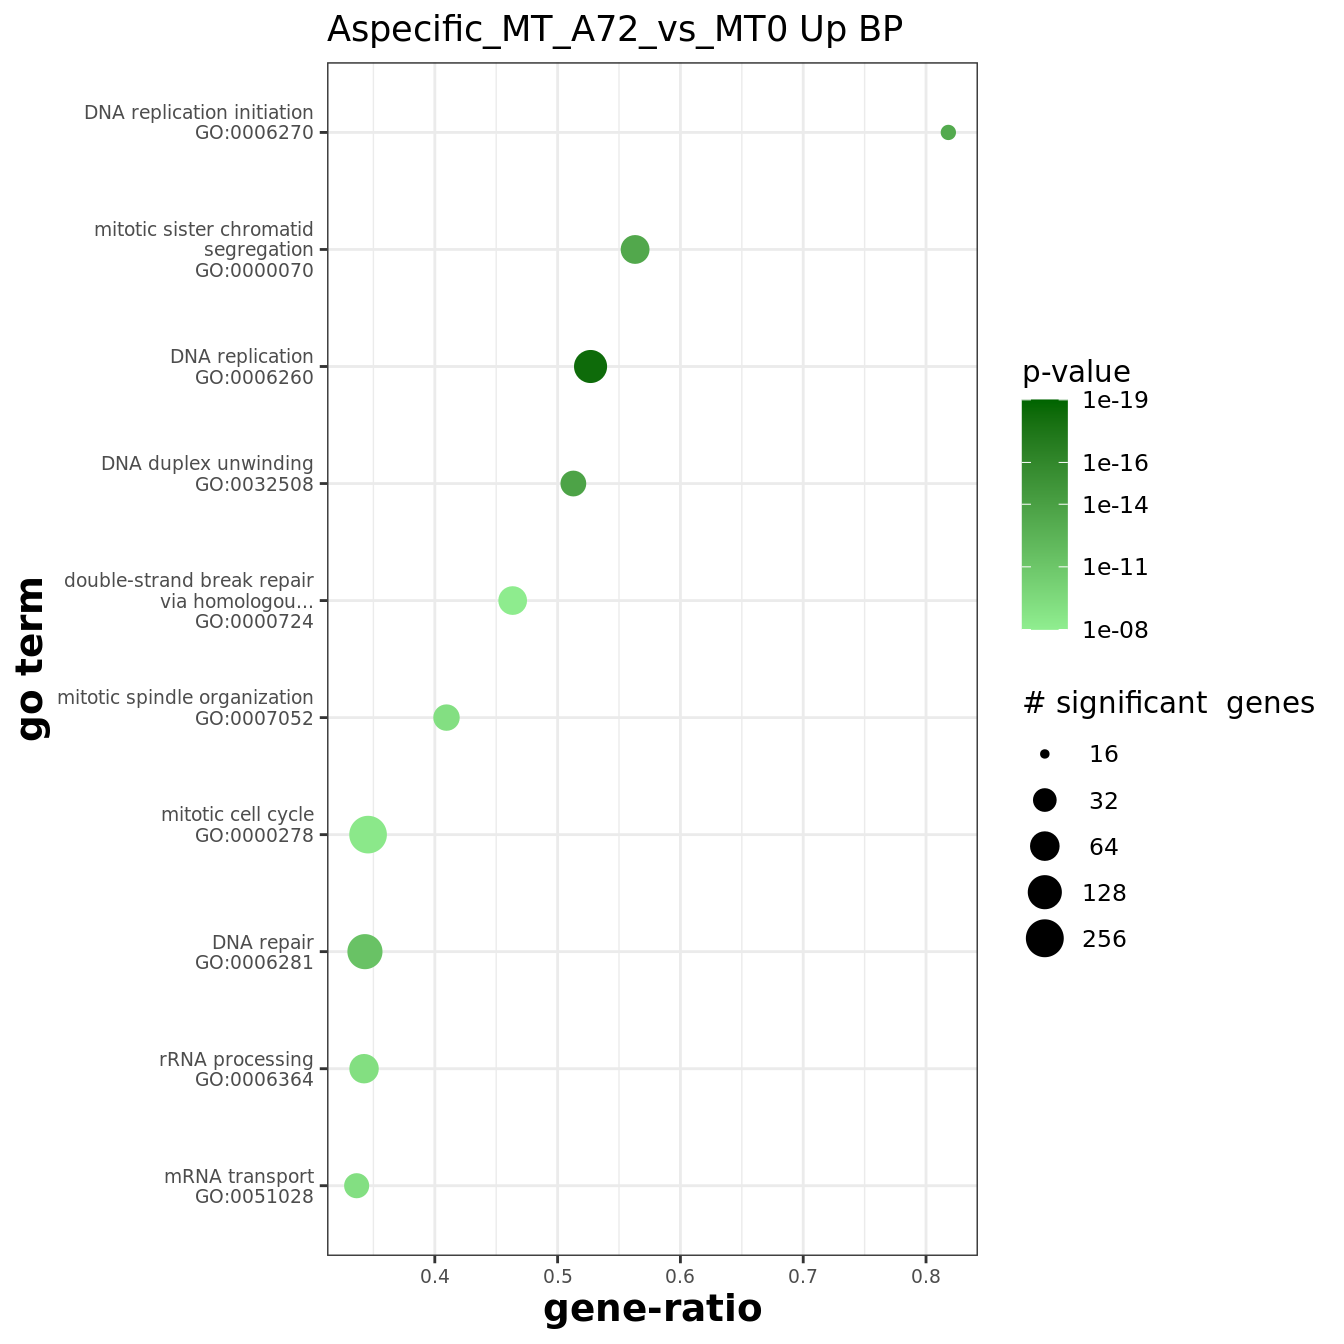 Aspecific_MT_A72_vs_MT0 Up BP
DNA replication initiation
GO:0006270
mitotic sister chromatid
segregation
GO:0000070
DNA replication
GO:0006260
DNA duplex unwinding
GO:0032508
double-strand break repair
via homologou...
GO:0000724
mitotic spindle organization
GO:0007052
mitotic cell cycle
GO:0000278
DNA repair
GO:0006281
rRNA processing
GO:0006364
mRNA transport
GO:0051028
go term
0.4 0.5 0.6 0.7 0.8
gene-ratio
p-value
1e-19
1e-16
1e-14
1e-11
1e-08
# significant  genes
16
32
64
128
256